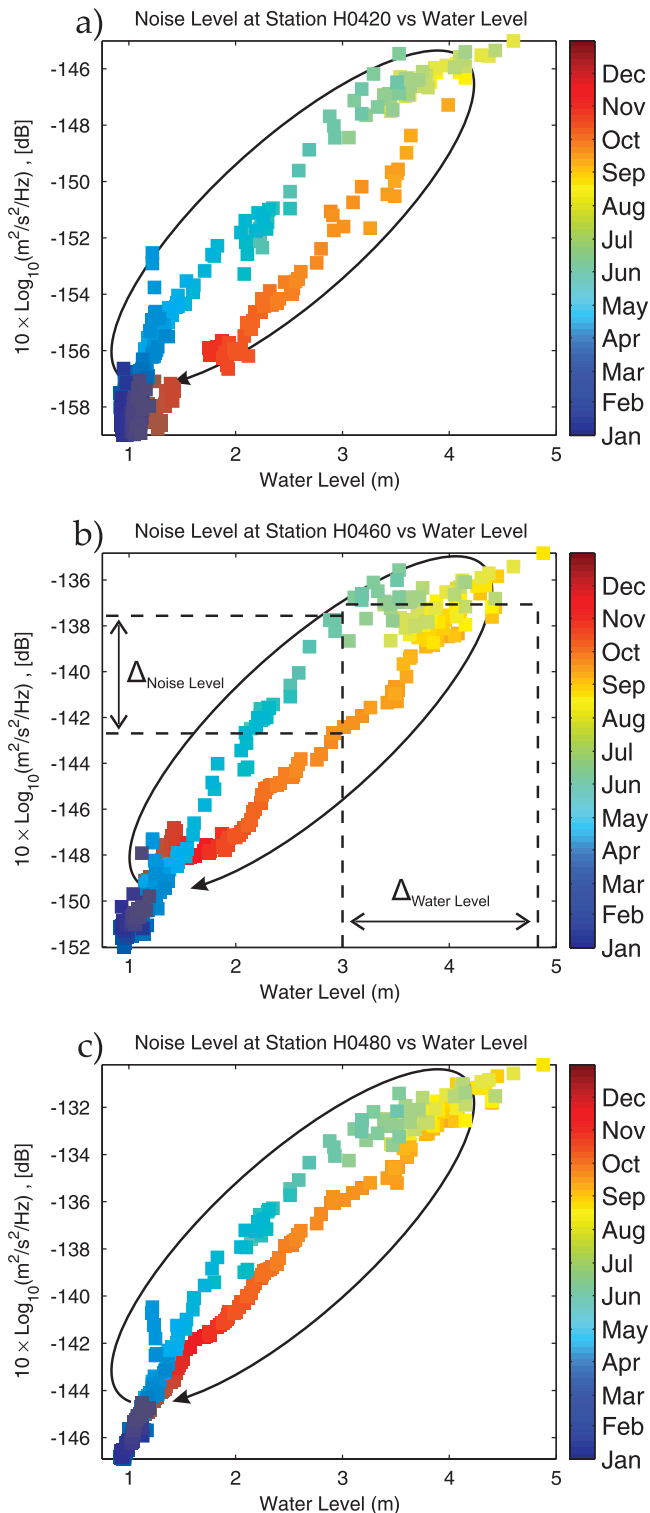 a)
Noise Level at Station H0420 vs Water Level
10 × Log10(m2/s2/Hz) , [dB]
-146
-148
-150
-152
-154
-156
-158
1 2 3 4 5
Water Level (m)
Dec
Nov
Oct
Sep
Aug
Jul
Jun
May
Apr
Mar
Feb
Jan
b)
Noise Level at Station H0460 vs Water Level
10 × Log10(m2/s2/Hz) , [dB]
-136
-138
-140
-142
-144
-146
-148
-150
-152
ΔNoise Level
ΔWater Level
1 2 3 4 5
Water Level (m)
Dec
Nov
Oct
Sep
Aug
Jul
Jun
May
Apr
Mar
Feb
Jan
c)
Noise Level at Station H0480 vs Water Level
10 × Log10(m2/s2/Hz) , [dB]
-132
-134
-136
-138
-140
-142
-144
-146
1 2 3 4 5
Water Level (m)
Dec
Nov
Oct
Sep
Aug
Jul
Jun
May
Apr
Mar
Feb
Jan